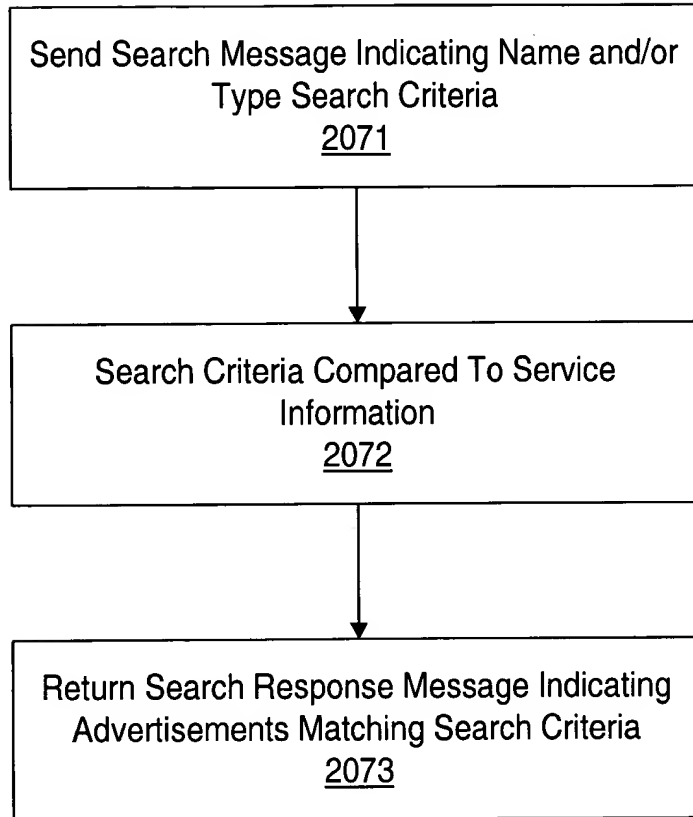 Send Search Message Indicating Name and/or
Type Search Criteria
2071
Search Criteria Compared To Service
Information
2072
Return Search Response Message Indicating
Advertisements Matching Search Criteria
2073